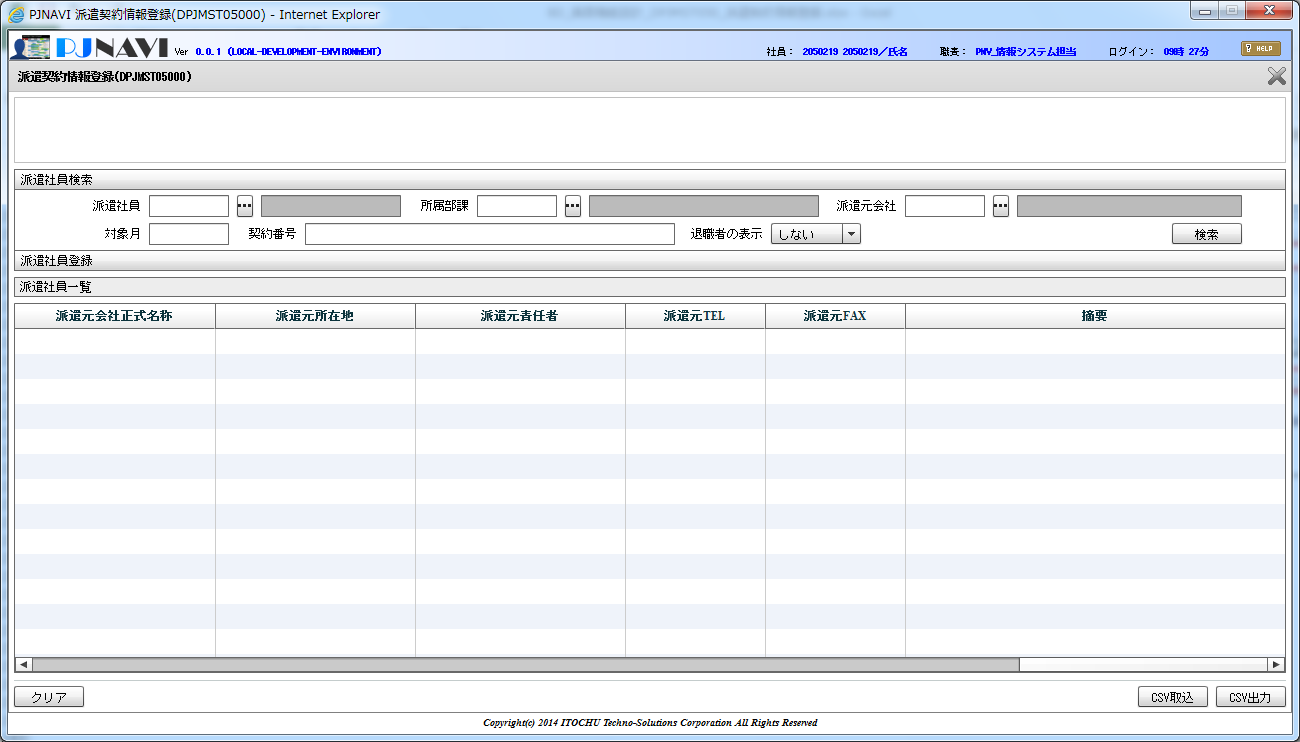 PJNAVI 派遣契約情報登録(DPJMST05000) - Internet Explorer
PJNAVI Ver 0.0.1 (LOCAL-DEVELOPMENT-ENVIRONMENT) 社員： 2050219 2050219／氏名 職責： PNV_情報システム担当 ログイン： 09時 27分 ? HELP
派遣契約情報登録(DPJMST05000)
派遣社員検索
派遣社員 所属部課 派遣元会社
対象月 契約番号 退職者の表示 しない 検索
派遣社員登録
派遣社員一覧
派遣元会社正式名称 派遣元所在地 派遣元責任者 派遣元TEL 派遣元FAX 摘要
クリア CSV取込 CSV出力
Copyright(c) 2014 ITOCHU Techno-Solutions Corporation All Rights Reserved